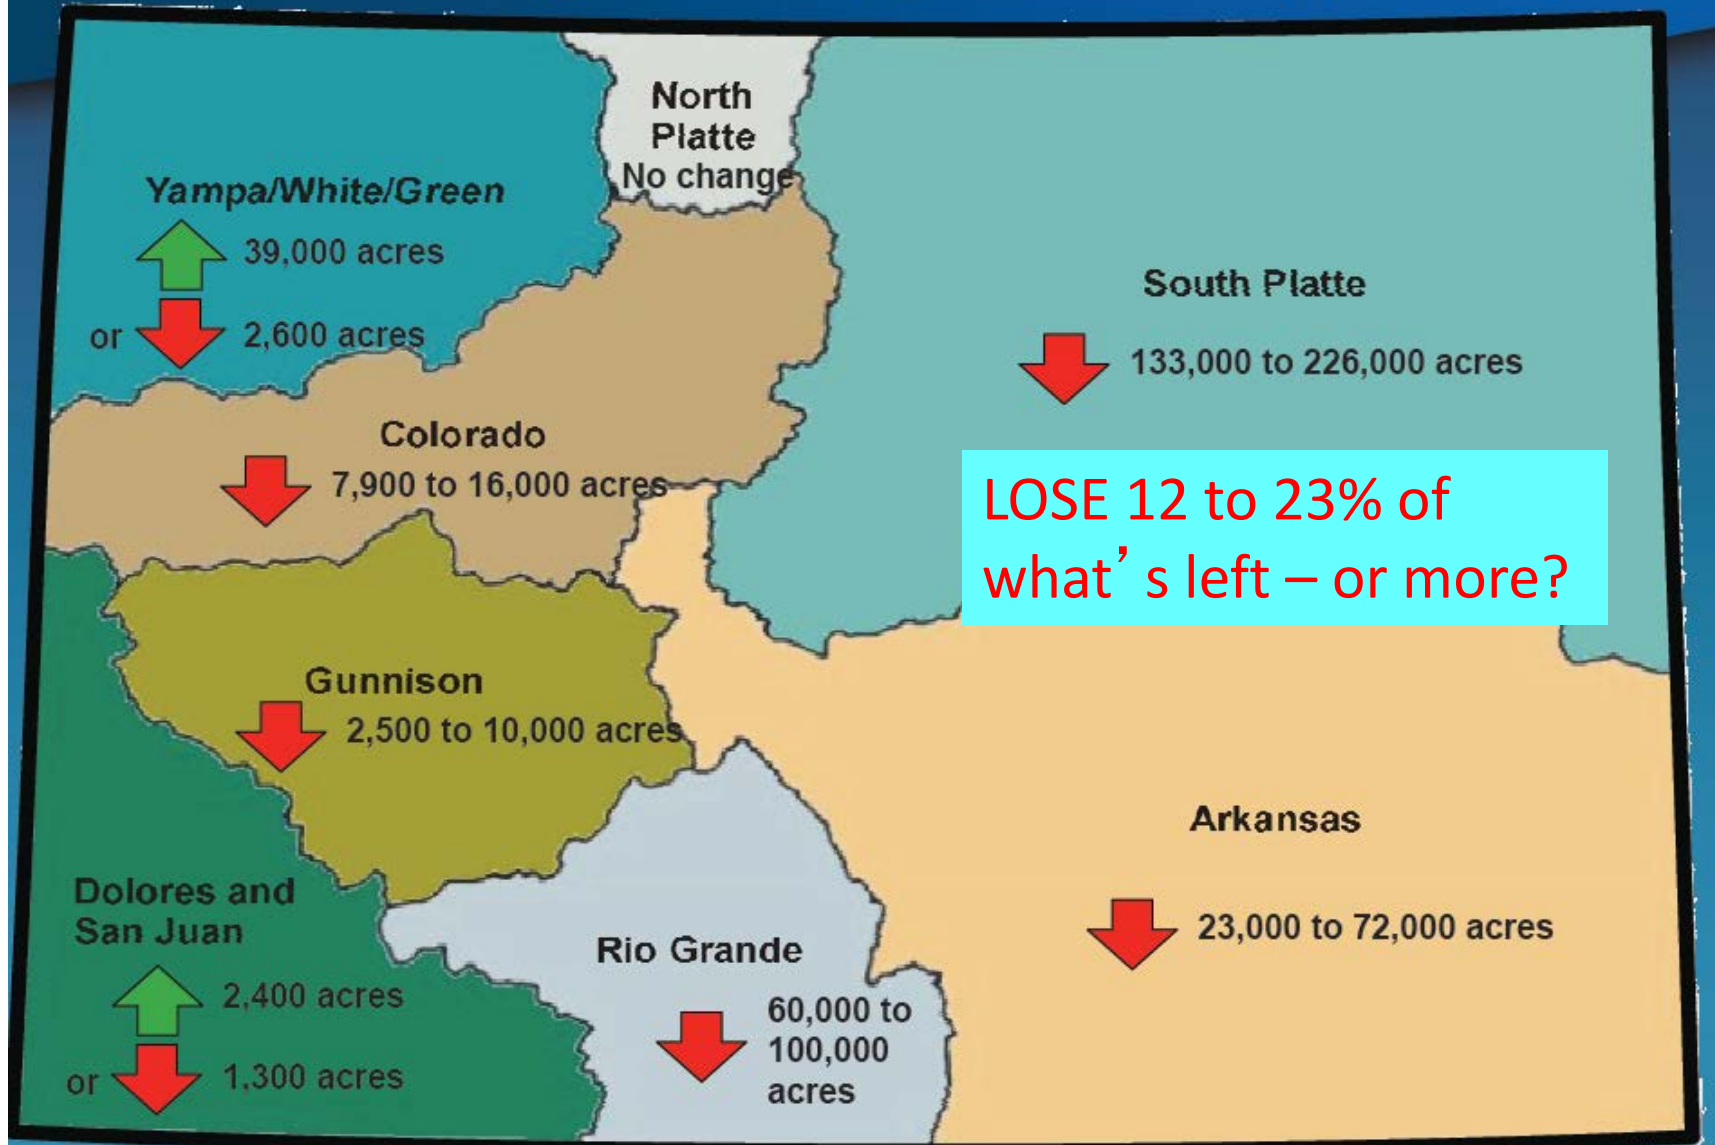 North
Platte
No change
Yampa/White/Green
39,000 acres
or
2,600 acres
South Platte
133,000 to 226,000 acres
Colorado
7,900 to 16,000 acres
LOSE 12 to 23% of
what’s left – or more?
Gunnison
2,500 to 10,000 acres
Arkansas
23,000 to 72,000 acres
Dolores and
San Juan
2,400 acres
or
1,300 acres
Rio Grande
60,000 to
100,000
acres